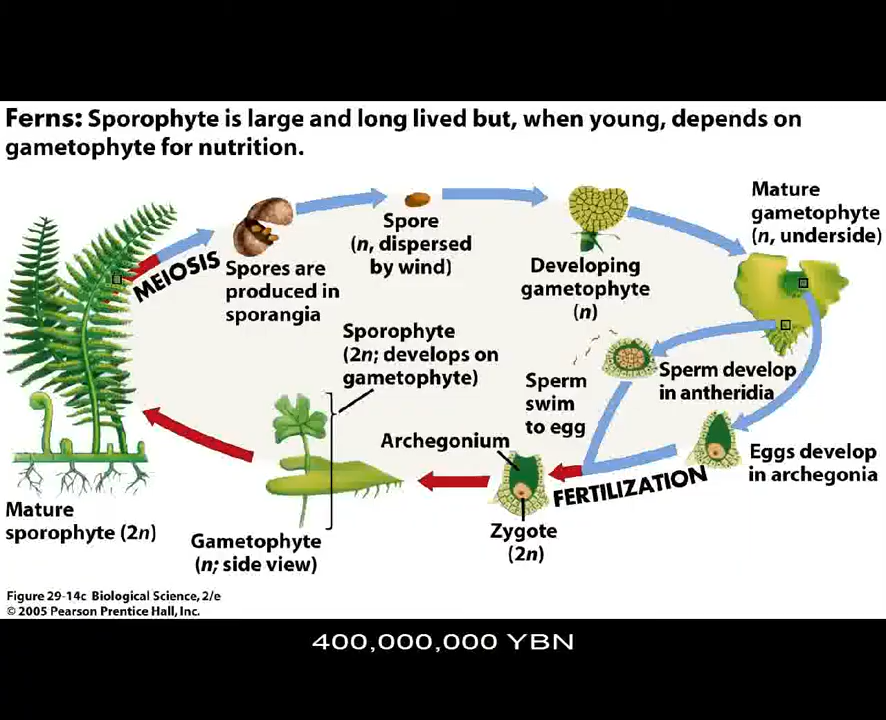 Ferns: Sporophyte is large and long lived but, when young, depends on
gametophyte for nutrition.
Mature
gametophyte
(n, underside)
Spore
(n, dispersed
by wind)
MEIOSIS
Spores are
produced in
sporangia
Developing
gametophyte
(n)
Sporophyte
(2n; develops on
gametophyte)
Sperm develop
in antheridia
Sperm
swim
to egg
Archegonium
Eggs develop
in archegonia
FERTILIZATION
Mature
sporophyte (2n)
Gametophyte
(n; side view)
Zygote
(2n)
Figure 29-14c Biological Science, 2/e
© 2005 Pearson Prentice Hall, Inc.
400,000,000 YBN